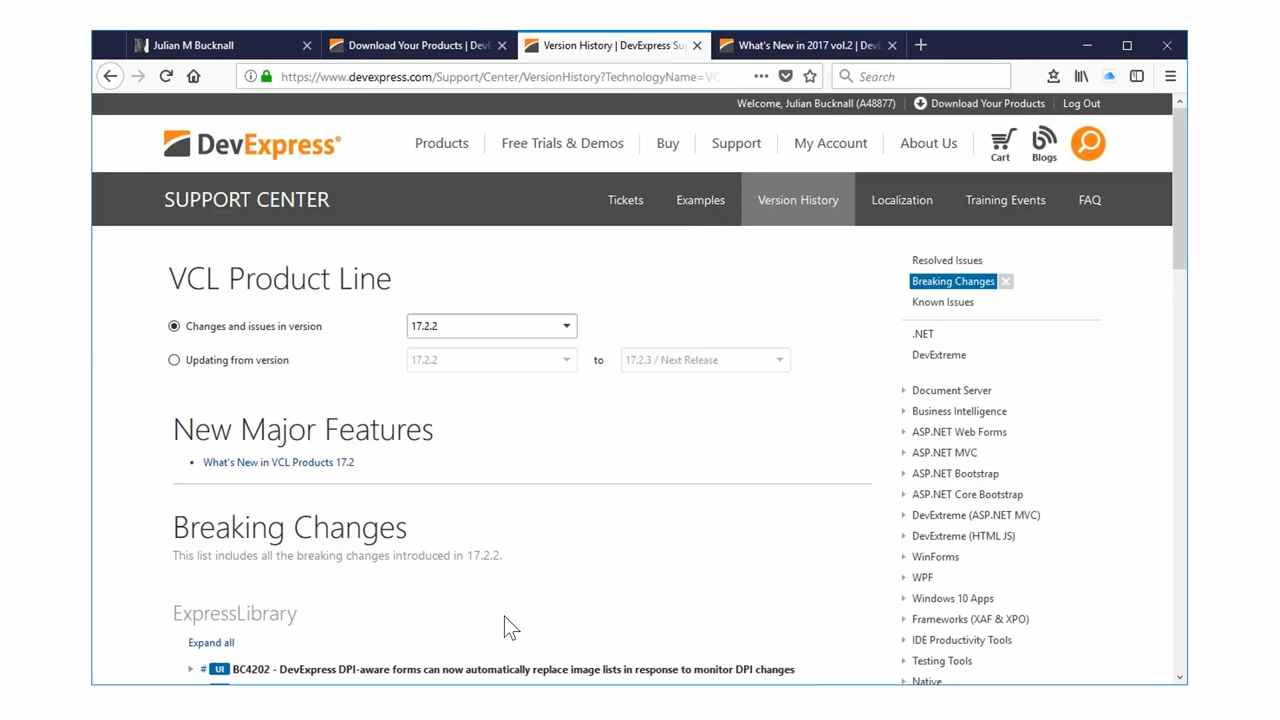 Julian M Bucknall
Download Your Products | DevE
Version History | DevExpress Su
What's New in 2017 vol.2 | DevE
https://www.devexpress.com/Support/Center/VersionHistory?TechnologyName=VC
Search
Welcome, Julian Bucknall (A48877)
Download Your Products
Log Out
DevExpress®
Products
Free Trials & Demos
Buy
Support
My Account
About Us
Cart
Blogs
SUPPORT CENTER
Tickets
Examples
Version History
Localization
Training Events
FAQ
VCL Product Line
Changes and issues in version
17.2.2
Updating from version
17.2.2
to
17.2.3 / Next Release
New Major Features
What's New in VCL Products 17.2
Breaking Changes
This list includes all the breaking changes introduced in 17.2.2.
ExpressLibrary
Expand all
# UI BC4202 - DevExpress DPI-aware forms can now automatically replace image lists in response to monitor DPI changes
Resolved Issues
Breaking Changes
Known Issues
.NET
DevExtreme
Document Server
Business Intelligence
ASP.NET Web Forms
ASP.NET MVC
ASP.NET Bootstrap
ASP.NET Core Bootstrap
DevExtreme (ASP.NET MVC)
DevExtreme (HTML JS)
WinForms
WPF
Windows 10 Apps
Frameworks (XAF & XPO)
IDE Productivity Tools
Testing Tools
Native